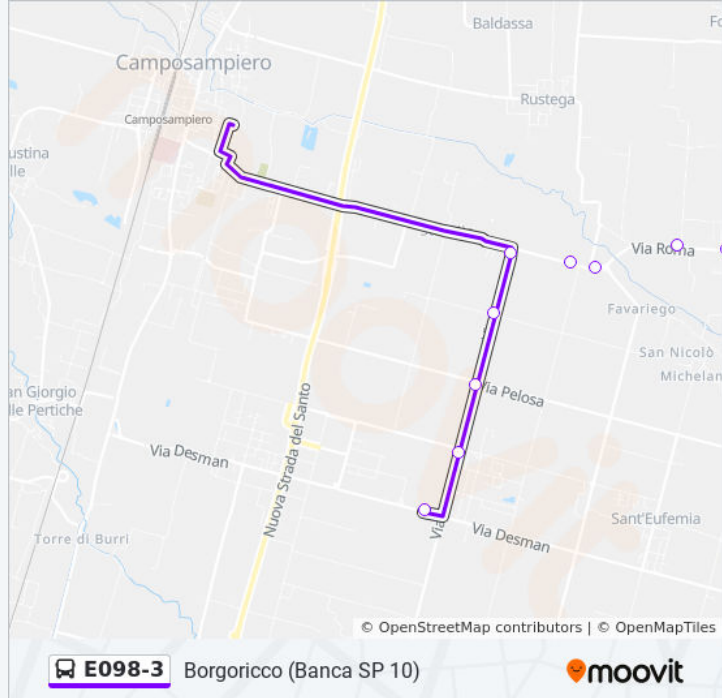 Baldassa
Camposampiero
Rustega
Camposampiero
ustina
lle
Via Roma
Favariego
San Nicolò
Michelan
Via Pelosa
an Giorgio
lle Pertiche
Nuova Strada del Santo
Via Desman
Via
Via Desman
Sant'Eufemia
Torre di Burri
© OpenStreetMap contributors | © OpenMapTiles
E098-3 Borgoricco (Banca SP 10) moovit